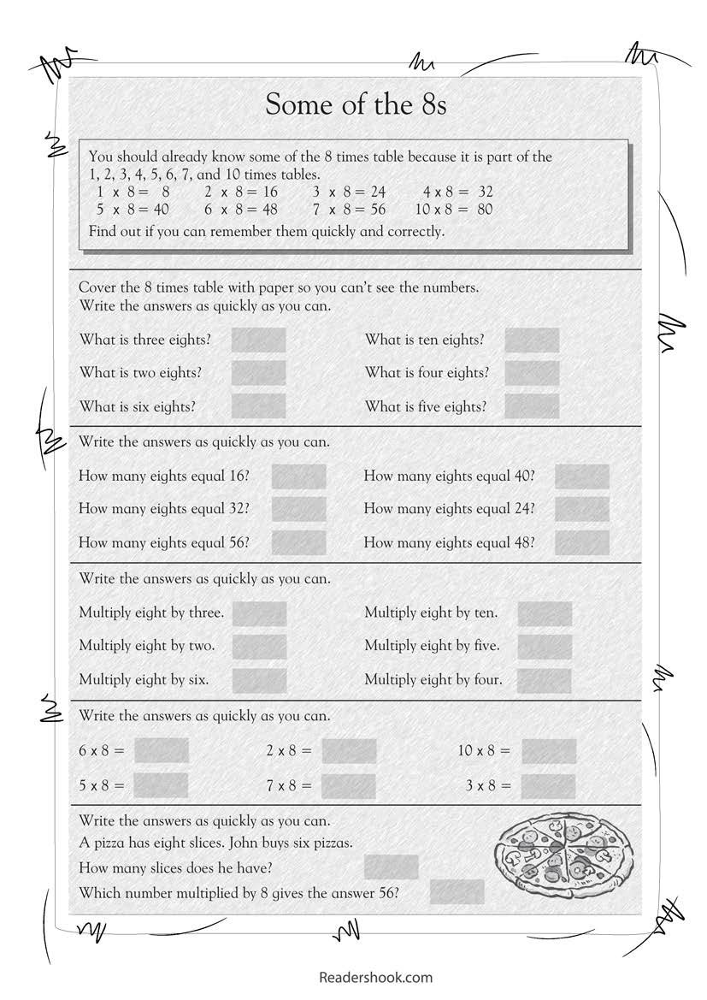 Some of the 8s
You should already know some of the 8 times table because it is part of the
1, 2, 3, 4, 5, 6, 7, and 10 times tables.
1 x 8 = 8 2 x 8 = 16 3 x 8 = 24 4 x 8 = 32
5 x 8 = 40 6 x 8 = 48 7 x 8 = 56 10 x 8 = 80
Find out if you can remember them quickly and correctly.
Cover the 8 times table with paper so you can’t see the numbers.
Write the answers as quickly as you can.
What is three eights? What is ten eights?
What is two eights? What is four eights?
What is six eights? What is five eights?
Write the answers as quickly as you can.
How many eights equal 16? How many eights equal 40?
How many eights equal 32? How many eights equal 24?
How many eights equal 56? How many eights equal 48?
Write the answers as quickly as you can.
Multiply eight by three. Multiply eight by ten.
Multiply eight by two. Multiply eight by five.
Multiply eight by six. Multiply eight by four.
Write the answers as quickly as you can.
6 x 8 = 2 x 8 = 10 x 8 =
5 x 8 = 7 x 8 = 3 x 8 =
Write the answers as quickly as you can.
A pizza has eight slices. John buys six pizzas.
How many slices does he have?
Which number multiplied by 8 gives the answer 56?
Readershook.com